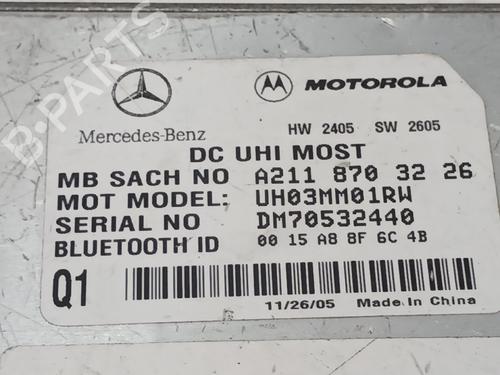 B-PARTS
MOTOROLA
Mercedes-Benz
HW 2405 SW 2605
DC UHI MOST
MB SACH NO A211 870 32 26
MOT MODEL: UH03MM01RW
SERIAL NO DM70532440
BLUETOOTH ID 00 15 A8 8F 6C 4B
Q1
11/26/05 Made In China